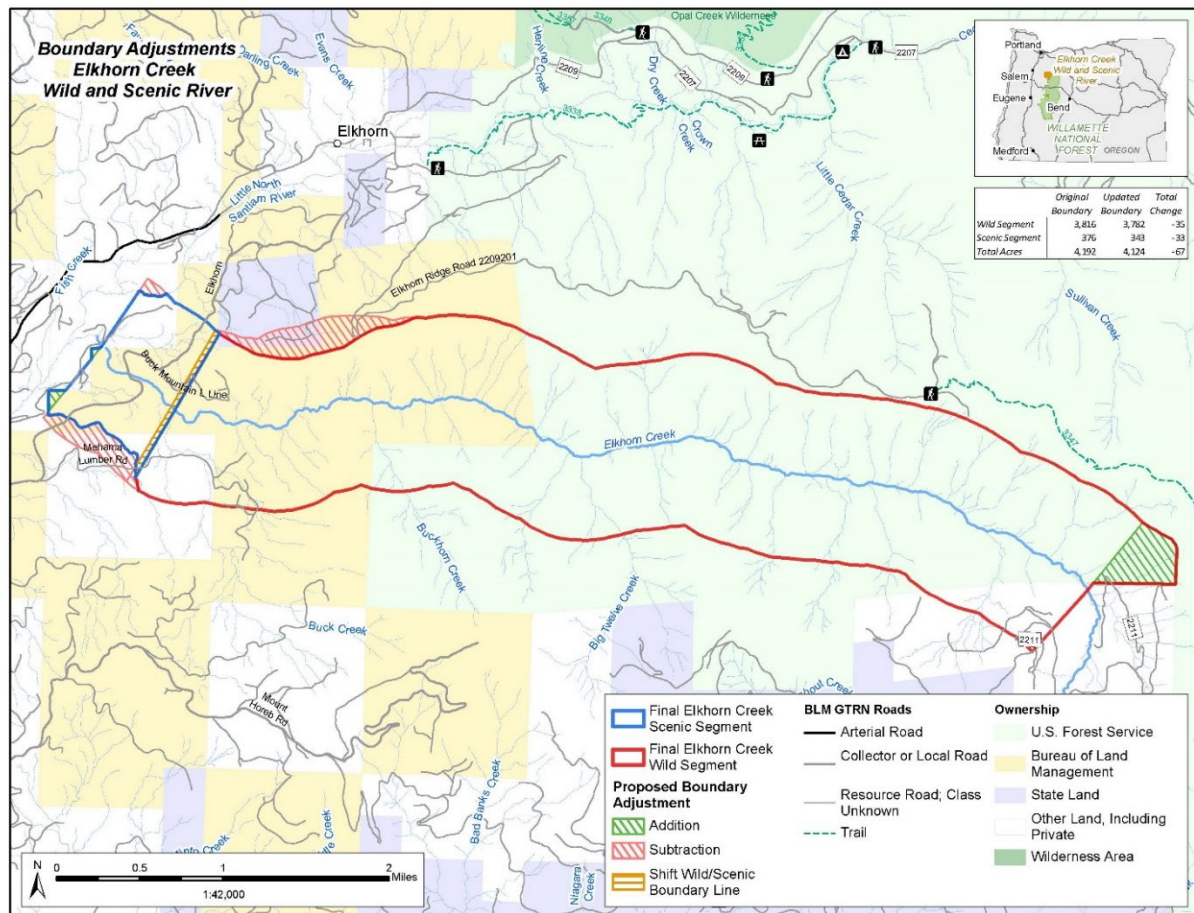 Boundary Adjustments
Elkhorn Creek
Wild and Scenic River
Darling Creek
Evans Creek
Henline Creek
3348
Opal Creek Wilderness
2209
Dry Creek
2207
2209
2207
3338
Crown
Creek
Elkhorn
Little North
Santiam River
Little Cedar Creek
Fish Creek
Elkhorn
Elkhorn Ridge Road 2209201
Sullivan Creek
Buck Mountain L Line
Mehama
Lumber Rd
Elkhorn Creek
3347
Buckhorn Creek
Big Twelve Creek
2211
2211
Buck Creek
Mount
Horeb Rd
Bad Banks Creek
Niagara
Creek
Portland
Salem
Eugene
Bend
Medford
Elkhorn Creek
Wild and Scenic
River
WILLAMETTE
NATIONAL
FOREST
OREGON
Original Updated Total
Boundary Boundary Change
Wild Segment 3,816 3,782 -35
Scenic Segment 376 343 -33
Total Acres 4,192 4,124 -67
Final Elkhorn Creek
Scenic Segment
Final Elkhorn Creek
Wild Segment
Proposed Boundary
Adjustment
Addition
Subtraction
Shift Wild/Scenic
Boundary Line
BLM GTRN Roads
Arterial Road
Collector or Local Road
Resource Road; Class
Unknown
Trail
Ownership
U.S. Forest Service
Bureau of Land
Management
State Land
Other Land, Including
Private
Wilderness Area
N
0 0.5 1 2
Miles
1:42,000